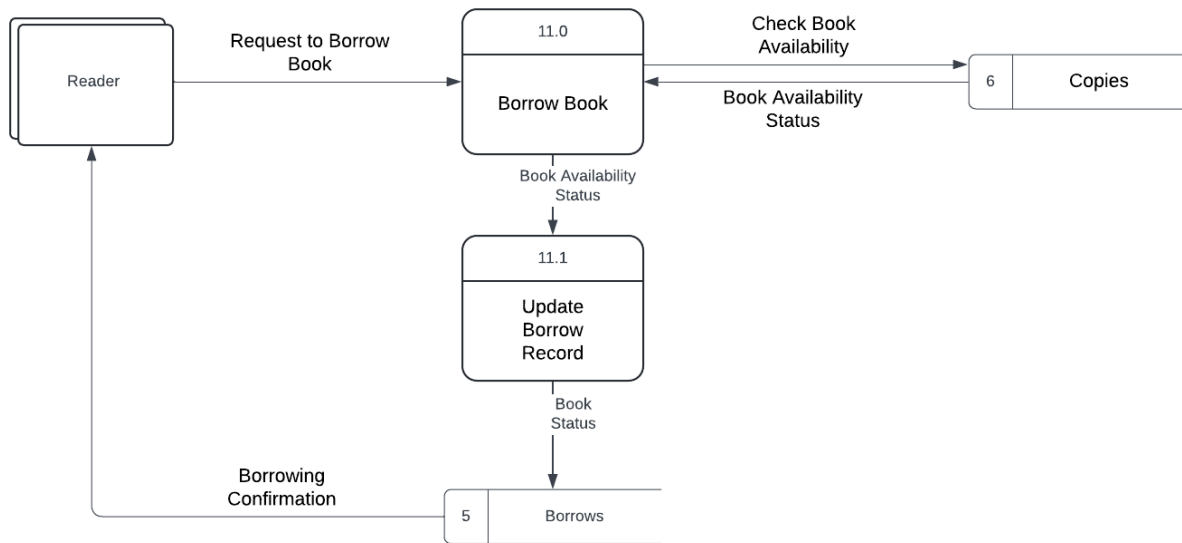 Reader
Request to Borrow
Book
11.0
Borrow Book
Check Book
Availability
Book Availability
Status
6
Copies
Book Availability
Status
11.1
Update
Borrow
Record
Book
Status
Borrowing
Confirmation
5
Borrows